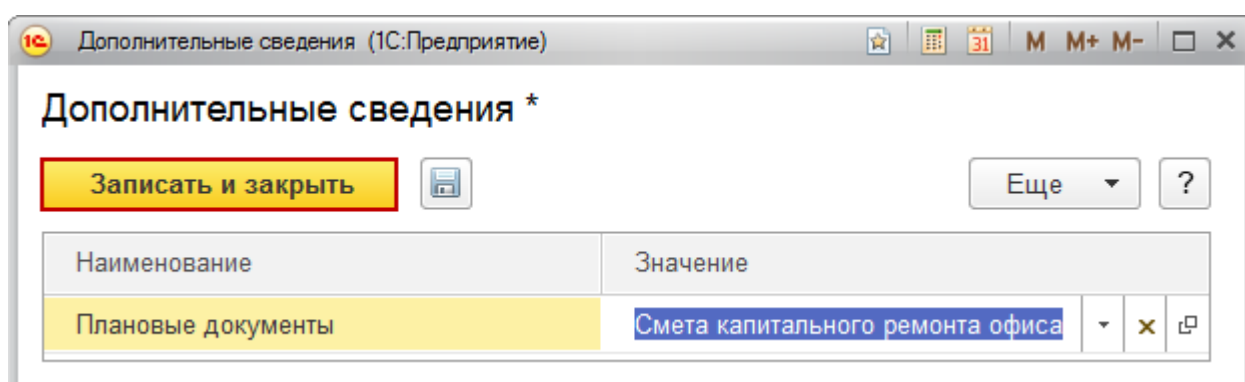 1С Дополнительные сведения (1С:Предприятие) 31 M M+ M-
Дополнительные сведения *
Записать и закрыть Еще ?
Наименование Значение
Плановые документы Смета капитального ремонта офиса